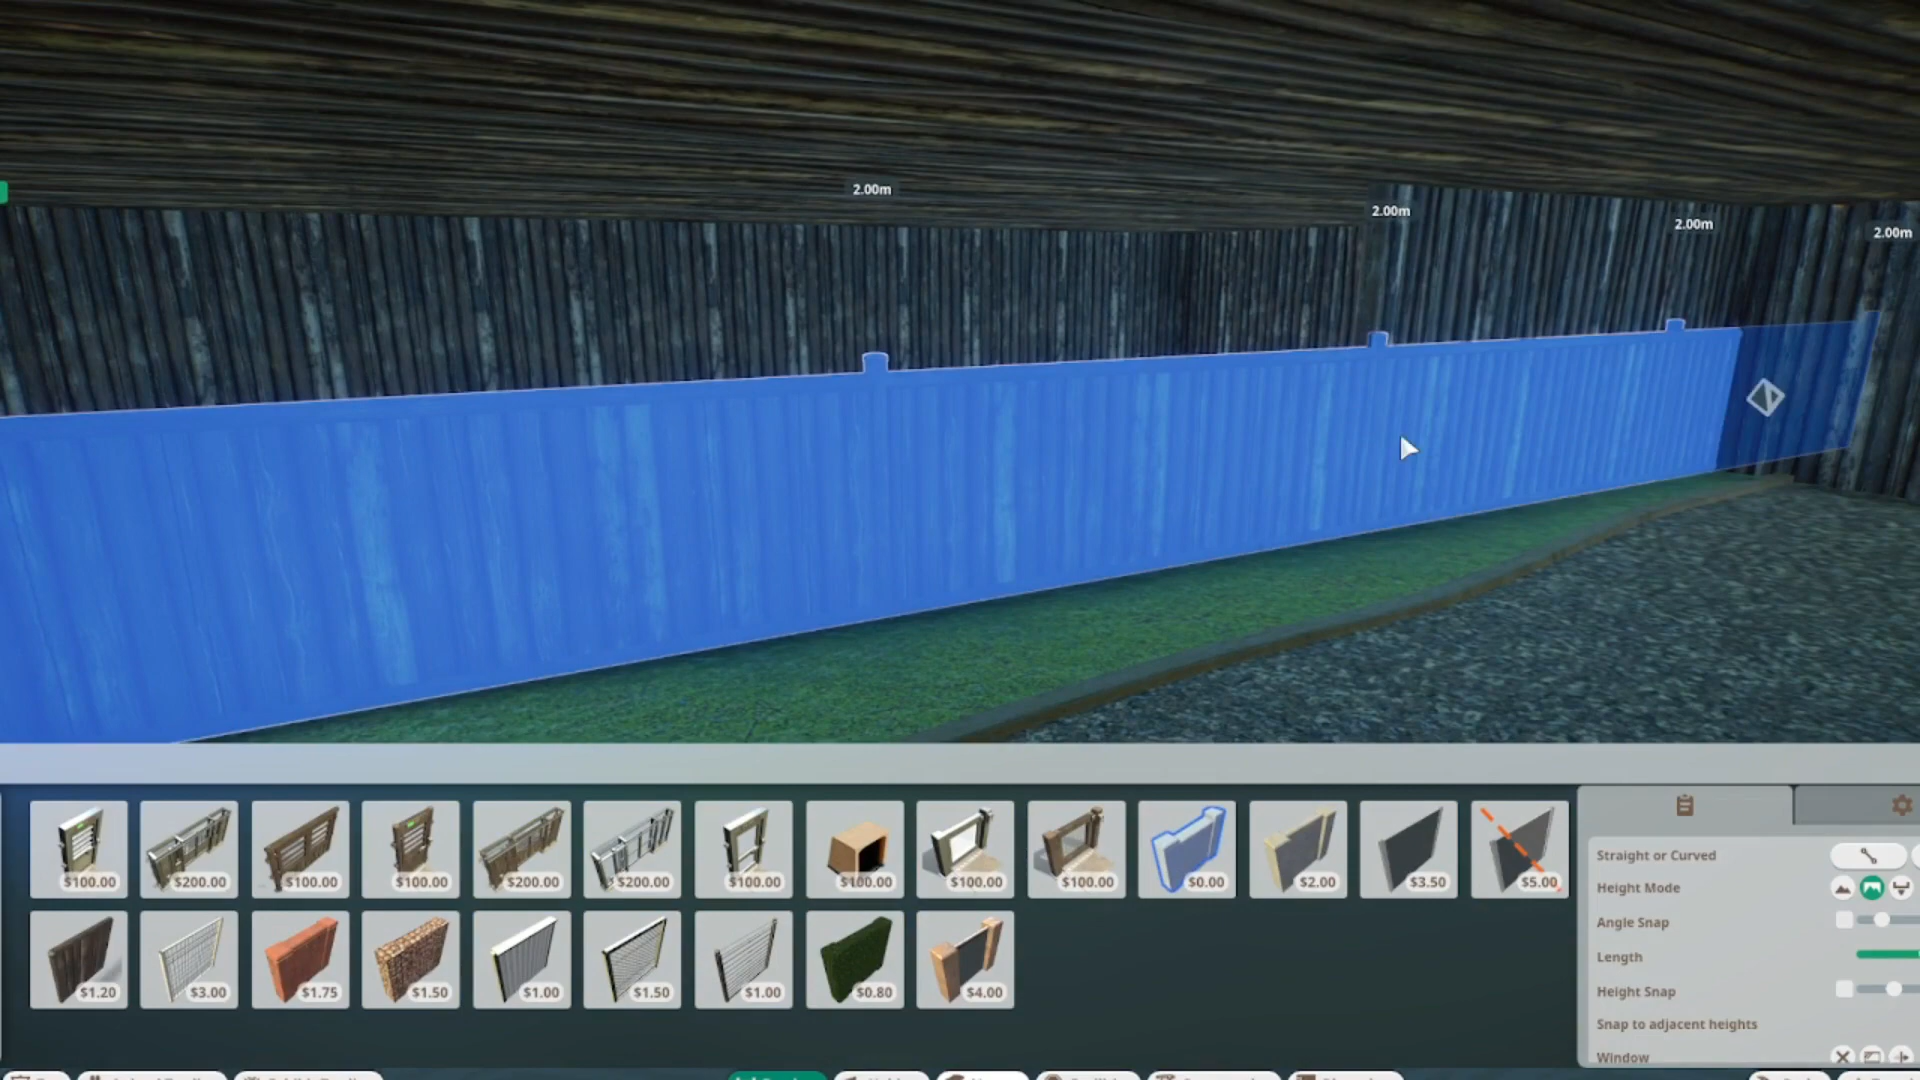 2.00m
2.00m
2.00m
2.00m
$100.00
$200.00
$100.00
$100.00
$200.00
$200.00
$100.00
$100.00
$100.00
$100.00
$0.00
$2.00
$3.50
$5.00
$1.20
$3.00
$1.75
$1.50
$1.00
$1.50
$1.00
$0.80
$4.00
Straight or Curved
Height Mode
Angle Snap
Length
Height Snap
Snap to adjacent heights
Window